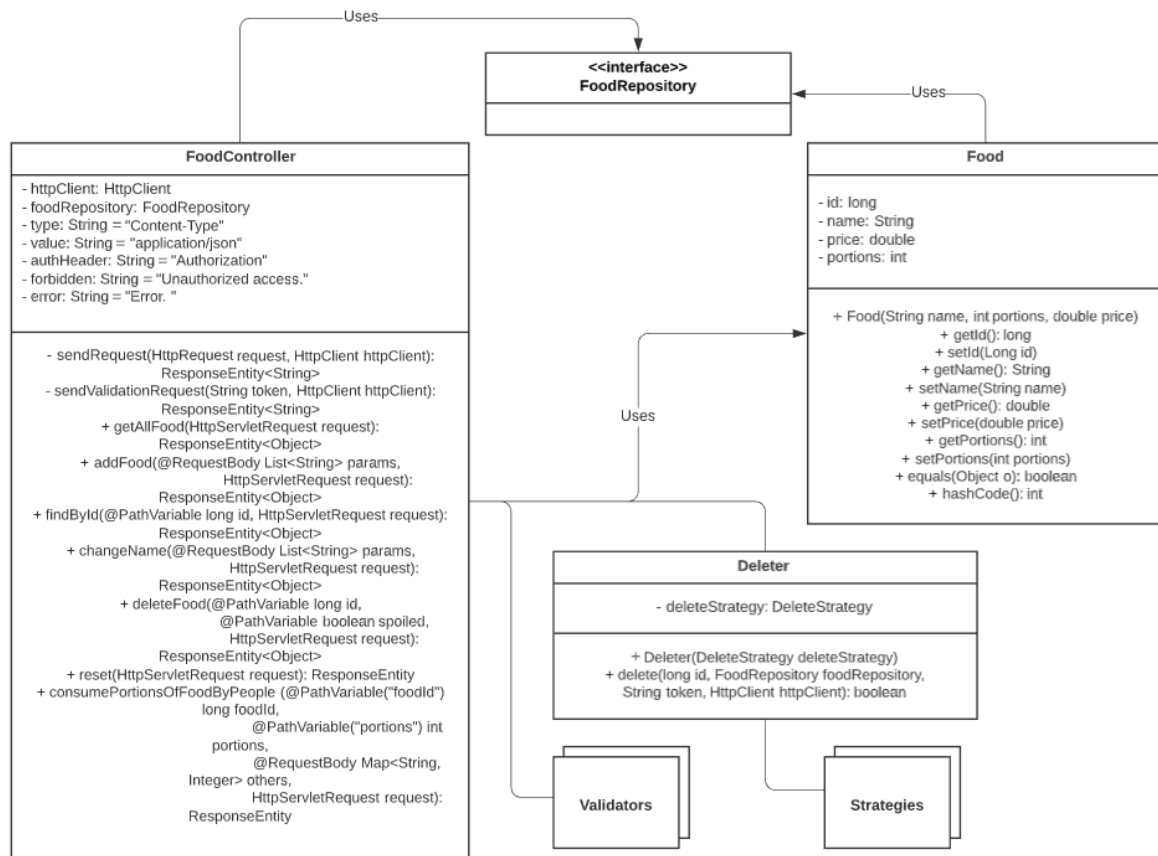 Uses
<<interface>>
FoodRepository
Uses
FoodController
- httpClient: HttpClient
- foodRepository: FoodRepository
- type: String = "Content-Type"
- value: String = "application/json"
- authHeader: String = "Authorization"
- forbidden: String = "Unauthorized access."
- error: String = "Error. "
- sendRequest(HttpRequest request, HttpClient httpClient):
ResponseEntity<String>
- sendValidationRequest(String token, HttpClient httpClient):
ResponseEntity<String>
+ getAllFood(HttpServletRequest request):
ResponseEntity<Object>
+ addFood(@RequestBody List<String> params,
HttpServletRequest request):
ResponseEntity<Object>
+ findById(@PathVariable long id, HttpServletRequest request):
ResponseEntity<Object>
+ changeName(@RequestBody List<String> params,
HttpServletRequest request):
ResponseEntity<Object>
+ deleteFood(@PathVariable long id,
@PathVariable boolean spoiled,
HttpServletRequest request):
ResponseEntity<Object>
+ reset(HttpServletRequest request): ResponseEntity
+ consumePortionsOfFoodByPeople (@PathVariable("foodId")
long foodId,
@PathVariable("portions") int
portions,
@RequestBody Map<String,
Integer> others,
HttpServletRequest request):
ResponseEntity
Uses
Food
- id: long
- name: String
- price: double
- portions: int
+ Food(String name, int portions, double price)
+ getId(): long
+ setId(Long id)
+ getName(): String
+ setName(String name)
+ getPrice(): double
+ setPrice(double price)
+ getPortions(): int
+ setPortions(int portions)
+ equals(Object o): boolean
+ hashCode(): int
Deleter
- deleteStrategy: DeleteStrategy
+ Deleter(DeleteStrategy deleteStrategy)
+ delete(long id, FoodRepository foodRepository,
String token, HttpClient httpClient): boolean
Validators
Strategies